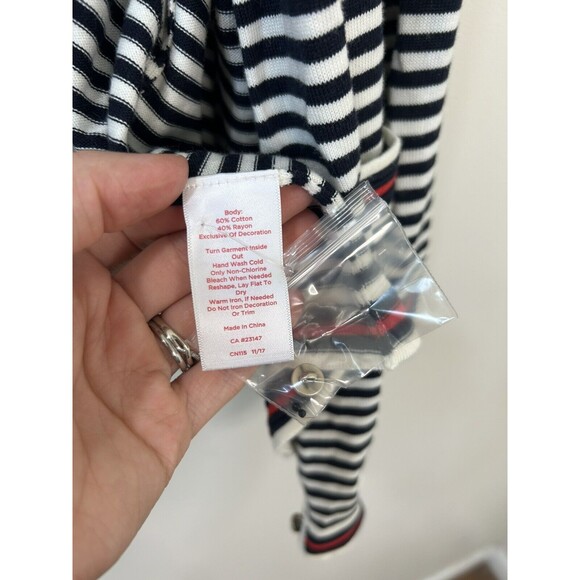 Body:
60% Cotton
40% Rayon
Exclusive Of Decoration
Turn Garment Inside
Out
Hand Wash Cold
Only Non-Chlorine
Bleach When Needed
Reshape, Lay Flat To
Dry
Warm Iron, If Needed
Do Not Iron Decoration
Or Trim
Made In China
CA #23147
CN115 11/17